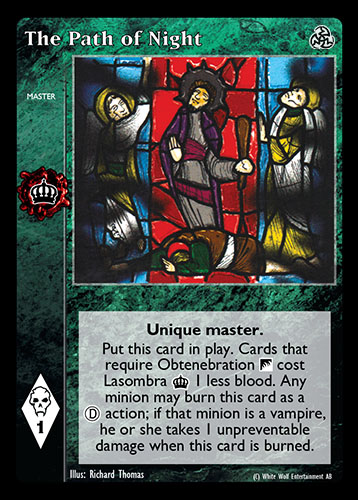 The Path of Night
MASTER
Unique master.
Put this card in play. Cards that
require Obtenebration cost
Lasombra 1 less blood. Any
minion may burn this card as a
D action; if that minion is a vampire,
he or she takes 1 unpreventable
damage when this card is burned.
1
Illus: Richard Thomas
(C) White Wolf Entertainment AB